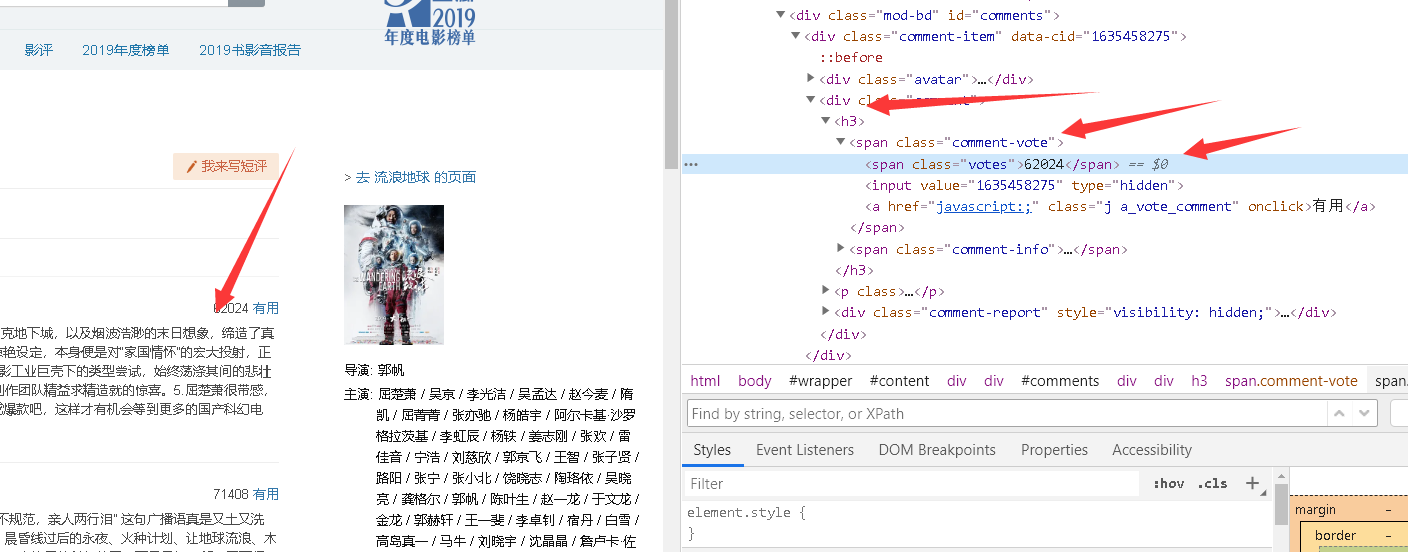 2019
年度电影榜单
影评 2019年度榜单 2019书影音报告
我来写短评
> 去 流浪地球 的页面
THE
WANDERING
EARTH
62024 有用
克地下城，以及烟波浩渺的末日想象，缔造了真
艳设定，本身便是对“家国情怀”的宏大投射，正
影工业巨壳下的类型尝试，始终荡涤其间的悲壮
创作团队精益求精造就的惊喜。5.屈楚萧很带感，
爆款吧，这样才有机会等到更多的国产科幻电
导演: 郭帆
主演: 屈楚萧 / 吴京 / 李光洁 / 吴孟达 / 赵今麦 / 隋
凯 / 屈菁菁 / 张亦驰 / 杨皓宇 / 阿尔卡基·沙罗
格拉茨基 / 李虹辰 / 杨轶 / 姜志刚 / 张欢 / 雷
佳音 / 宁浩 / 刘慈欣 / 郭京飞 / 王智 / 张子贤 /
路阳 / 张宁 / 张小北 / 饶晓志 / 陶珞依 / 吴晓
亮 / 龚格尔 / 郭帆 / 陈叶生 / 赵一龙 / 于文龙 /
金龙 / 郭赫轩 / 王一斐 / 李卓钊 / 宿丹 / 白雪 /
高岛真一 / 马牛 / 刘晓宇 / 沈晶晶 / 詹卢卡·佐
71408 有用
不规范，亲人两行泪” 这句广播语真是又土又洗
晨昏线过后的永夜、火种计划、让地球流浪、木
<div class="mod-bd" id="comments">
<div class="comment-item" data-cid="1635458275">
::before
<div class="avatar">…</div>
<div class="comment">
<h3>
<span class="comment-vote">
<span class="votes">62024</span> == $0
<input value="1635458275" type="hidden">
<a href="javascript:;" class="j a_vote_comment" onclick>有用</a>
</span>
<span class="comment-info">…</span>
</h3>
<p class>…</p>
<div class="comment-report" style="visibility: hidden;">…</div>
</div>
</div>
html body #wrapper #content div div #comments div div h3 span.comment-vote span.
Find by string, selector, or XPath
Styles Event Listeners DOM Breakpoints Properties Accessibility
Filter :hov .cls +
element.style {
}
margin -
border -